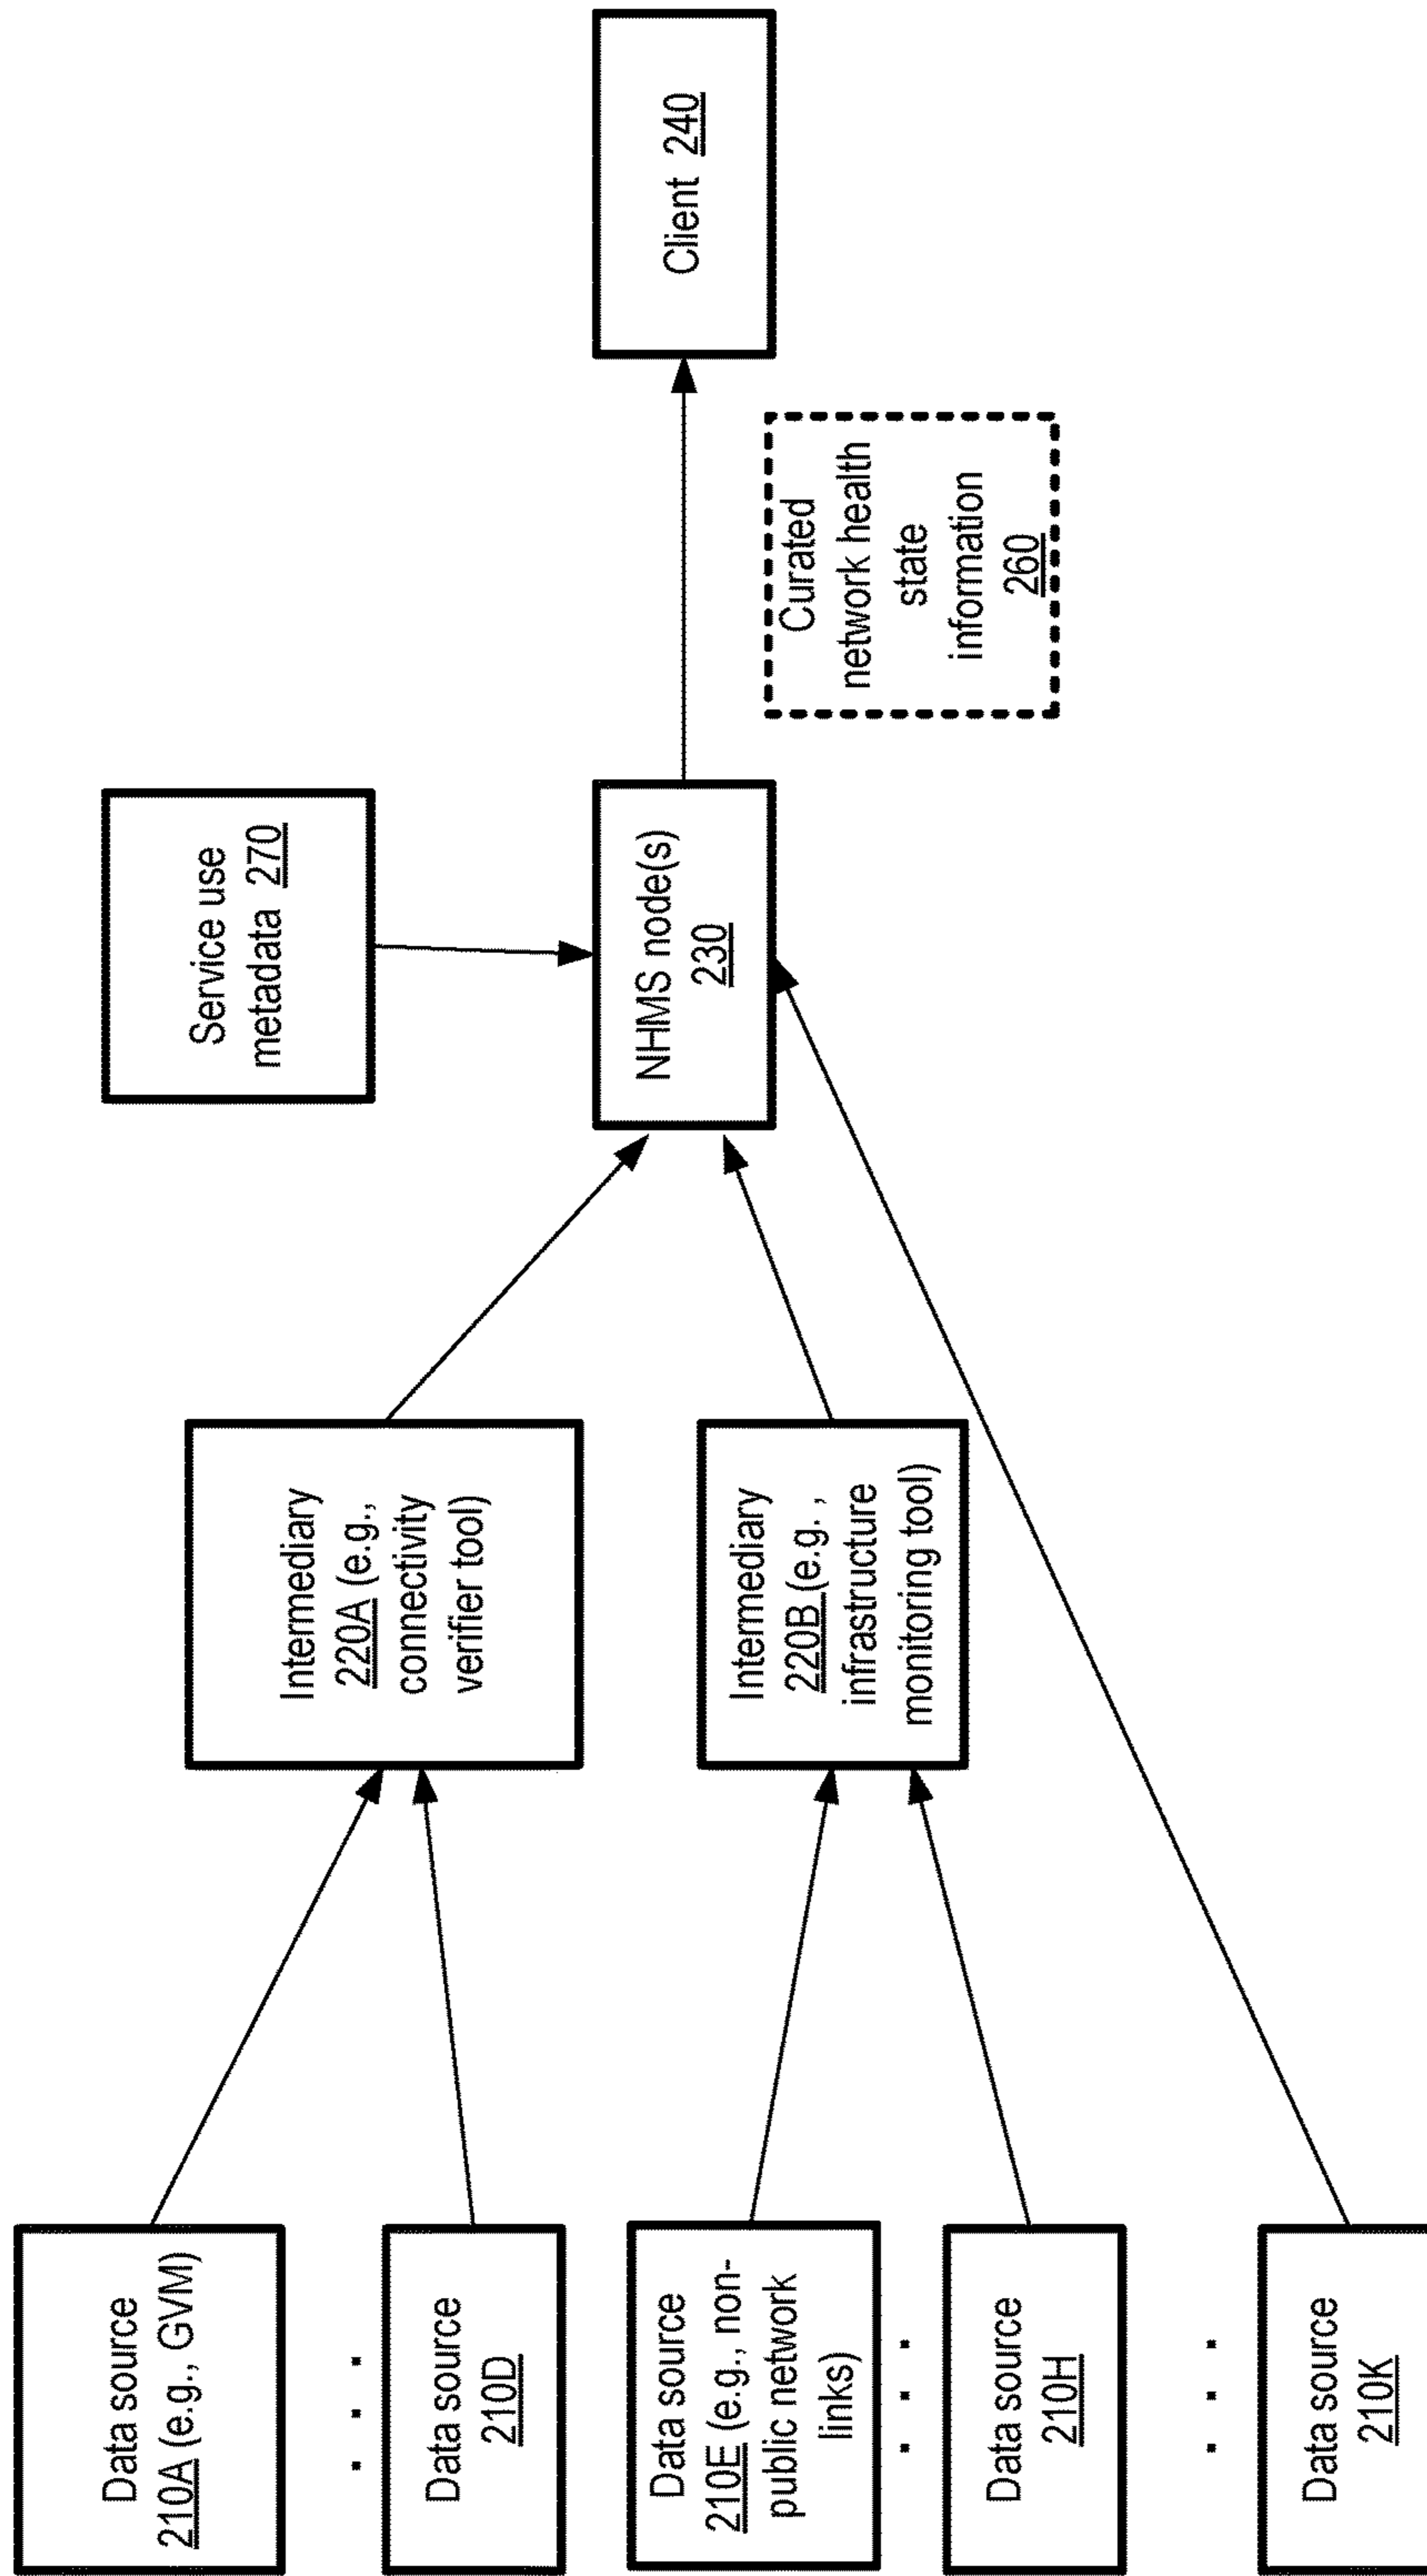 Data source
210A (e.g., GVM)
. . .
Data source
210D
Data source
210E (e.g., non-
public network
links)
. . .
Data source
210H
. . .
Data source
210K
Intermediary
220A (e.g.,
connectivity
verifier tool)
Intermediary
220B (e.g. ,
infrastructure
monitoring tool)
Service use
metadata 270
NHMS node(s)
230
Curated
network health
state
information
260
Client 240